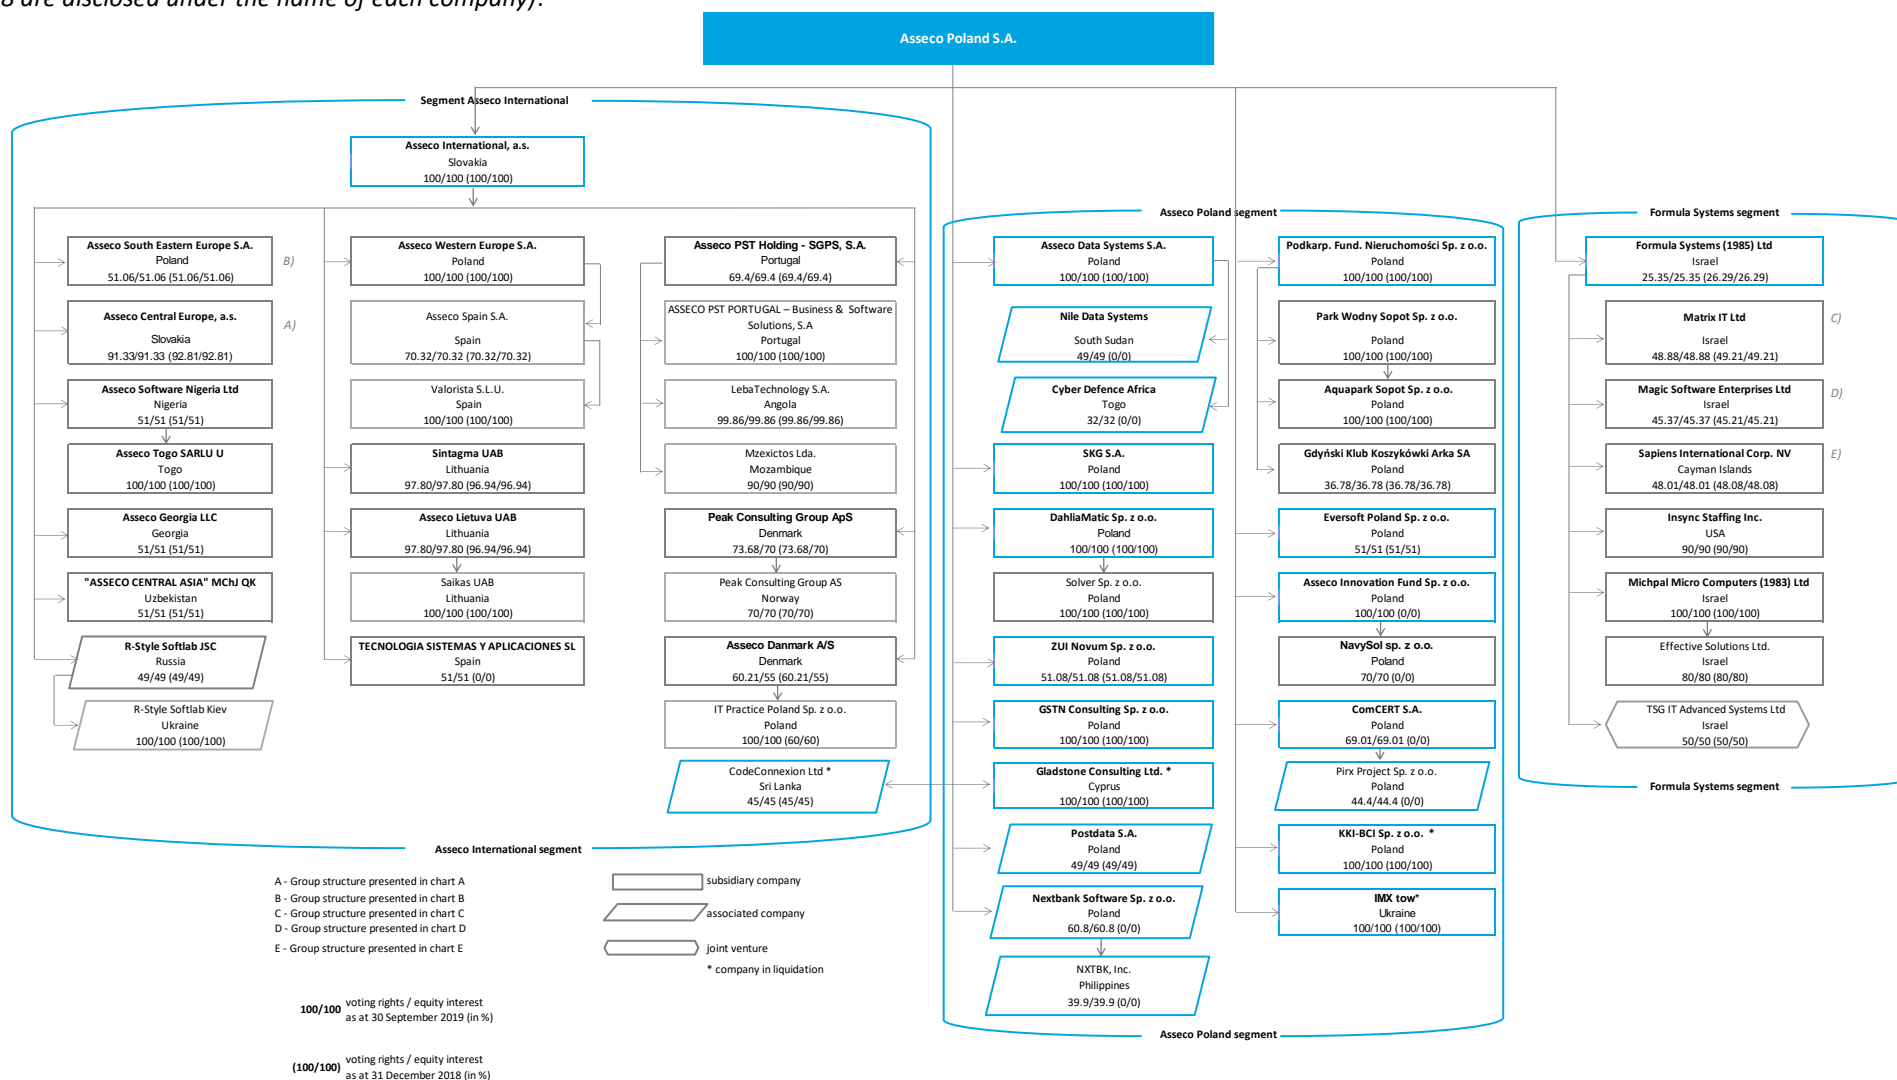 8 are disclosed under the name of each company).
Asseco Poland S.A.
Segment Asseco International
Asseco International, a.s.
Slovakia
100/100 (100/100)
Asseco South Eastern Europe S.A.
Poland
51.06/51.06 (51.06/51.06)
B)
Asseco Central Europe, a.s.
Slovakia
91.33/91.33 (92.81/92.81)
A)
Asseco Software Nigeria Ltd
Nigeria
51/51 (51/51)
Asseco Togo SARLU U
Togo
100/100 (100/100)
Asseco Georgia LLC
Georgia
51/51 (51/51)
"ASSECO CENTRAL ASIA" MChJ QK
Uzbekistan
51/51 (51/51)
R-Style Softlab JSC
Russia
49/49 (49/49)
R-Style Softlab Kiev
Ukraine
100/100 (100/100)
Asseco Western Europe S.A.
Poland
100/100 (100/100)
Asseco Spain S.A.
Spain
70.32/70.32 (70.32/70.32)
Valorista S.L.U.
Spain
100/100 (100/100)
Sintagma UAB
Lithuania
97.80/97.80 (96.94/96.94)
Asseco Lietuva UAB
Lithuania
97.80/97.80 (96.94/96.94)
Saikas UAB
Lithuania
100/100 (100/100)
TECNOLOGIA SISTEMAS Y APLICACIONES SL
Spain
51/51 (0/0)
Asseco PST Holding - SGPS, S.A.
Portugal
69.4/69.4 (69.4/69.4)
ASSECO PST PORTUGAL – Business & Software
Solutions, S.A
Portugal
100/100 (100/100)
LebaTechnology S.A.
Angola
99.86/99.86 (99.86/99.86)
Mzexictos Lda.
Mozambique
90/90 (90/90)
Peak Consulting Group ApS
Denmark
73.68/70 (73.68/70)
Peak Consulting Group AS
Norway
70/70 (70/70)
Asseco Danmark A/S
Denmark
60.21/55 (60.21/55)
IT Practice Poland Sp. z o.o.
Poland
100/100 (60/60)
CodeConnexion Ltd *
Sri Lanka
45/45 (45/45)
Asseco International segment
Asseco Poland segment
Asseco Data Systems S.A.
Poland
100/100 (100/100)
Nile Data Systems
South Sudan
49/49 (0/0)
Cyber Defence Africa
Togo
32/32 (0/0)
SKG S.A.
Poland
100/100 (100/100)
DahliaMatic Sp. z o.o.
Poland
100/100 (100/100)
Solver Sp. z o.o.
Poland
100/100 (100/100)
ZUI Novum Sp. z o.o.
Poland
51.08/51.08 (51.08/51.08)
GSTN Consulting Sp. z o.o.
Poland
100/100 (100/100)
Gladstone Consulting Ltd. *
Cyprus
100/100 (100/100)
Postdata S.A.
Poland
49/49 (49/49)
Nextbank Software Sp. z o.o.
Poland
60.8/60.8 (0/0)
NXTBK, Inc.
Philippines
39.9/39.9 (0/0)
Podkarp. Fund. Nieruchomości Sp. z o.o.
Poland
100/100 (100/100)
Park Wodny Sopot Sp. z o.o.
Poland
100/100 (100/100)
Aquapark Sopot Sp. z o.o.
Poland
100/100 (100/100)
Gdyński Klub Koszykówki Arka SA
Poland
36.78/36.78 (36.78/36.78)
Eversoft Poland Sp. z o.o.
Poland
51/51 (51/51)
Asseco Innovation Fund Sp. z o.o.
Poland
100/100 (0/0)
NavySol sp. z o.o.
Poland
70/70 (0/0)
ComCERT S.A.
Poland
69.01/69.01 (0/0)
Pirx Project Sp. z o.o.
Poland
44.4/44.4 (0/0)
KKI-BCI Sp. z o.o. *
Poland
100/100 (100/100)
IMX tow*
Ukraine
100/100 (100/100)
Asseco Poland segment
Formula Systems segment
Formula Systems (1985) Ltd
Israel
25.35/25.35 (26.29/26.29)
Matrix IT Ltd
Israel
48.88/48.88 (49.21/49.21)
C)
Magic Software Enterprises Ltd
Israel
45.37/45.37 (45.21/45.21)
D)
Sapiens International Corp. NV
Cayman Islands
48.01/48.01 (48.08/48.08)
E)
Insync Staffing Inc.
USA
90/90 (90/90)
Michpal Micro Computers (1983) Ltd
Israel
100/100 (100/100)
Effective Solutions Ltd.
Israel
80/80 (80/80)
TSG IT Advanced Systems Ltd
Israel
50/50 (50/50)
Formula Systems segment
A - Group structure presented in chart A
B - Group structure presented in chart B
C - Group structure presented in chart C
D - Group structure presented in chart D
E - Group structure presented in chart E
subsidiary company
associated company
joint venture
* company in liquidation
100/100 voting rights / equity interest
as at 30 September 2019 (in %)
(100/100) voting rights / equity interest
as at 31 December 2018 (in %)